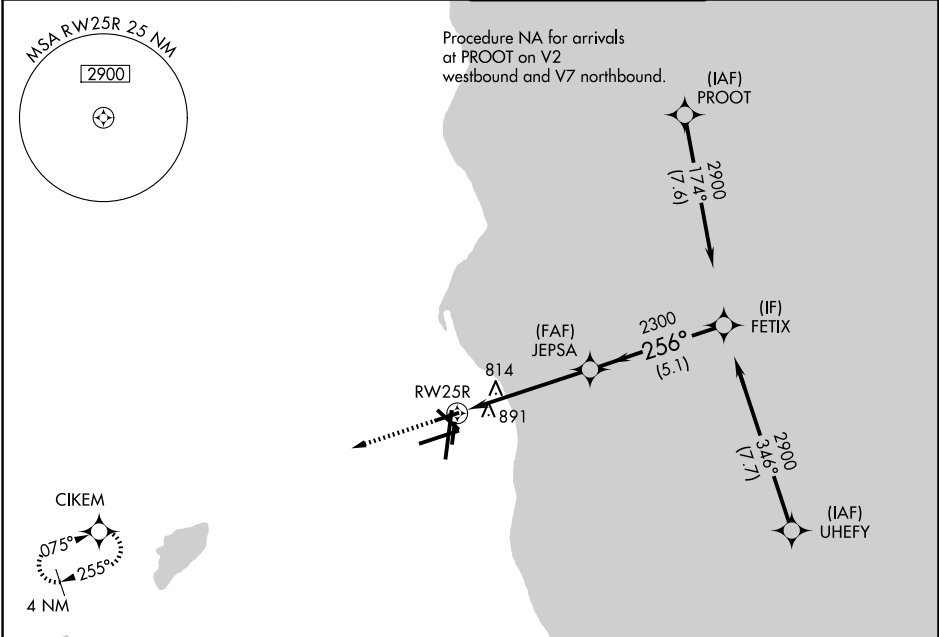 MSA RW25R 25 NM
2900
Procedure NA for arrivals
at PROOT on V2
westbound and V7 northbound.
(IAF)
PROOT
2900
174°
(7.6)
(IF)
FETIX
2300
256°
(5.1)
(FAF)
JEPSA
814
RW25R
891
2900
346°
(7.7)
(IAF)
UHEFY
CIKEM
075°
255°
4 NM